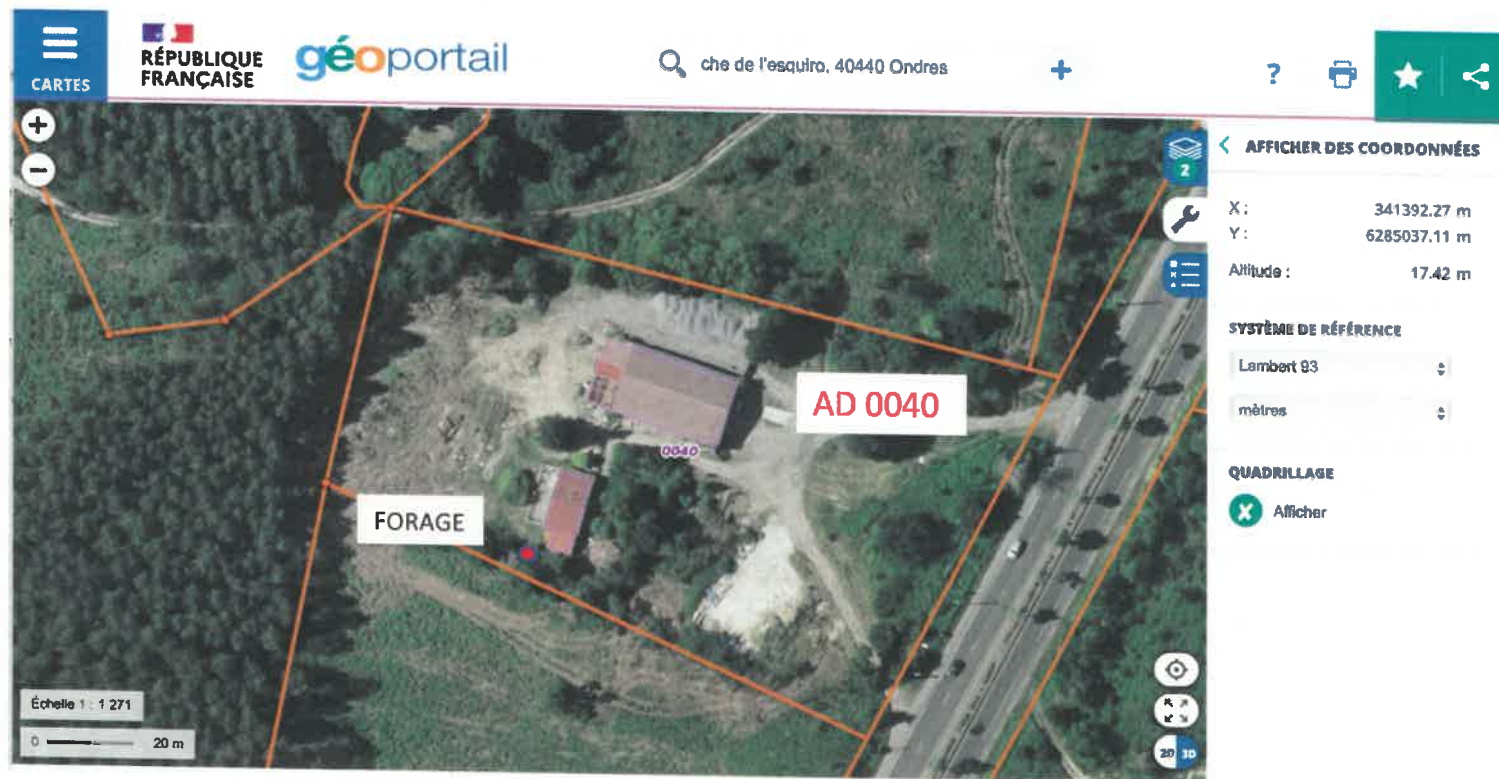 CARTES
RÉPUBLIQUE
FRANÇAISE
géoportail
che de l'esquiro, 40440 Ondres
+
?
+
−
2
AFFICHER DES COORDONNÉES
X : 341392.27 m
Y : 6285037.11 m
Altitude : 17.42 m
SYSTÈME DE RÉFÉRENCE
Lambert 93
mètres
QUADRILLAGE
Afficher
AD 0040
0040
FORAGE
Échelle 1 : 1 271
0 20 m
2D 3D